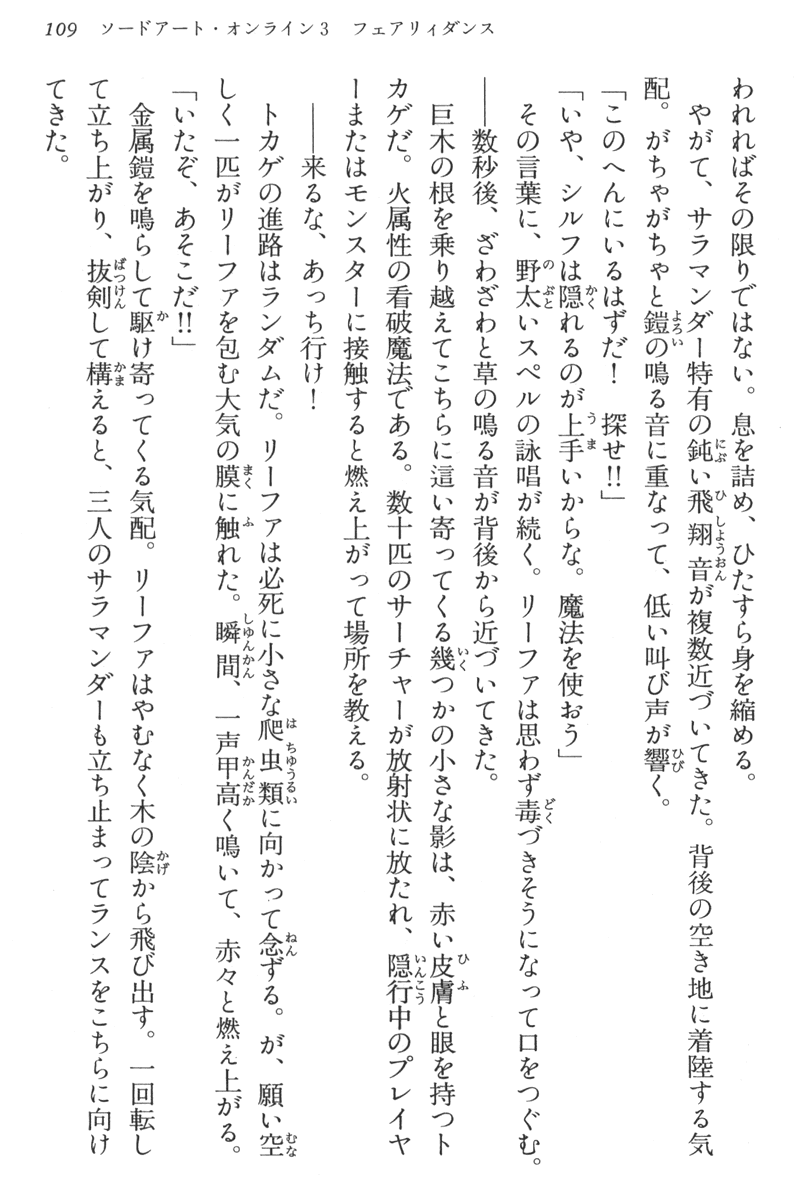 109 ソードアート・オンライン3 フェアリィダンス
われればその限りではない。息を詰め、ひたすら身を縮める。
やがて、サラマンダー特有の鈍い飛翔音が複数近づいてきた。背後の空き地に着陸する気
配。がちゃがちゃと鎧の鳴る音に重なって、低い叫び声が響く。
「このへんにいるはずだ！ 探せ!!」
「いや、シルフは隠れるのが上手いからな。魔法を使おう」
その言葉に、野太いスペルの詠唱が続く。リーファは思わず毒づきそうになって口をつぐむ。
――数秒後、ざわざわと草の鳴る音が背後から近づいてきた。
巨木の根を乗り越えてこちらに這い寄ってくる幾つかの小さな影は、赤い皮膚と眼を持つト
カゲだ。火属性の看破魔法である。数十匹のサーチャーが放射状に放たれ、隠行中のプレイヤ
ーまたはモンスターに接触すると燃え上がって場所を教える。
――来るな、あっち行け！
トカゲの進路はランダムだ。リーファは必死に小さな爬虫類に向かって念ずる。が、願い空
しく一匹がリーファを包む大気の膜に触れた。瞬間、一声甲高く鳴いて、赤々と燃え上がる。
「いたぞ、あそこだ!!」
金属鎧を鳴らして駆け寄ってくる気配。リーファはやむなく木の陰から飛び出す。一回転し
て立ち上がり、抜剣して構えると、三人のサラマンダーも立ち止まってランスをこちらに向け
てきた。